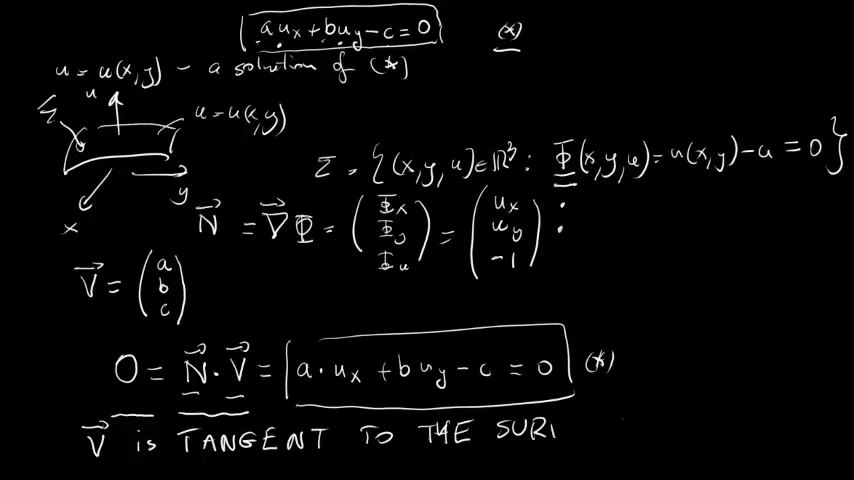 a u_x + b u_y - c = 0 (*)
u = u(x,y) - a solution of (*)
u
Σ u = u(x,y)
Σ = {(x,y,u) ∈ ℝ³ : Φ(x,y,u) = u(x,y) - u = 0}
x y
N⃗ = ∇⃗Φ = (Φ_x Φ_y Φ_u) = (u_x u_y -1) :
V⃗ = (a b c)
0 = N⃗ · V⃗ = a · u_x + b u_y - c = 0 (*)
V⃗ is TANGENT TO THE SURI